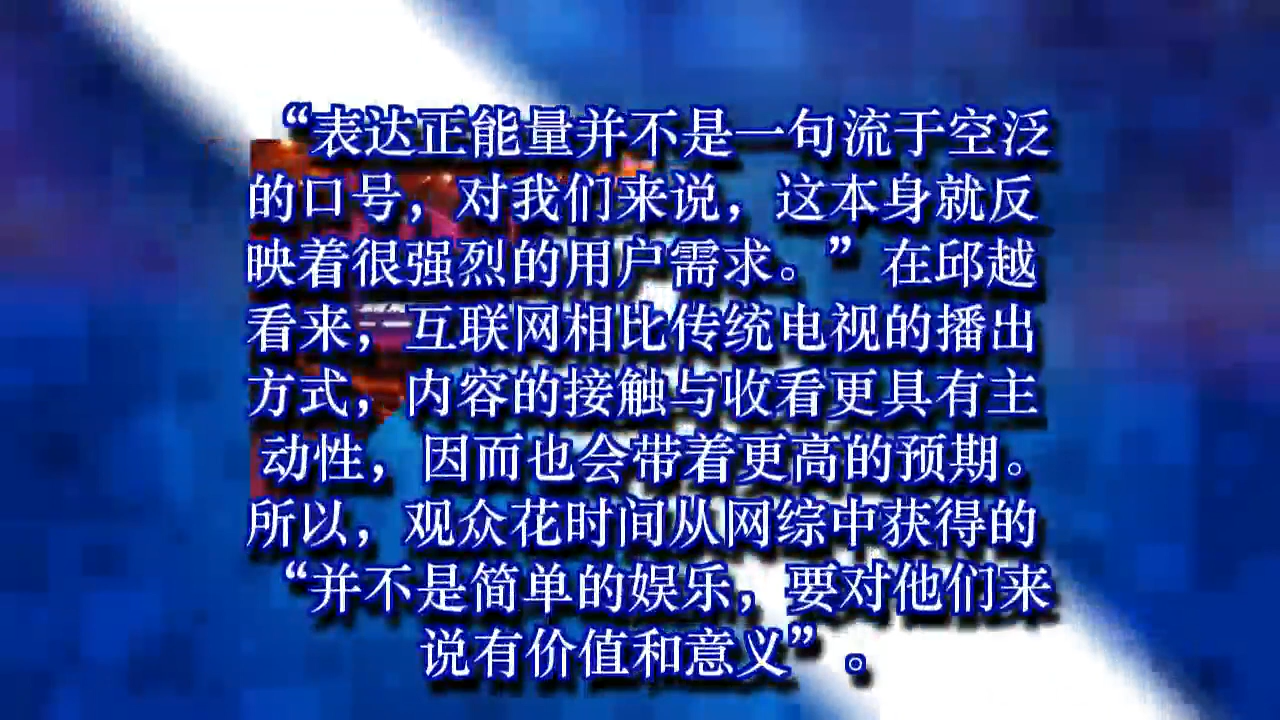 “表达正能量并不是一句流于空泛
的口号，对我们来说，这本身就反
映着很强烈的用户需求。”在邱越
看来，互联网相比传统电视的播出
方式，内容的接触与收看更具有主
动性，因而也会带着更高的预期。
所以，观众花时间从网综中获得的
“并不是简单的娱乐，要对他们来
说有价值和意义”。